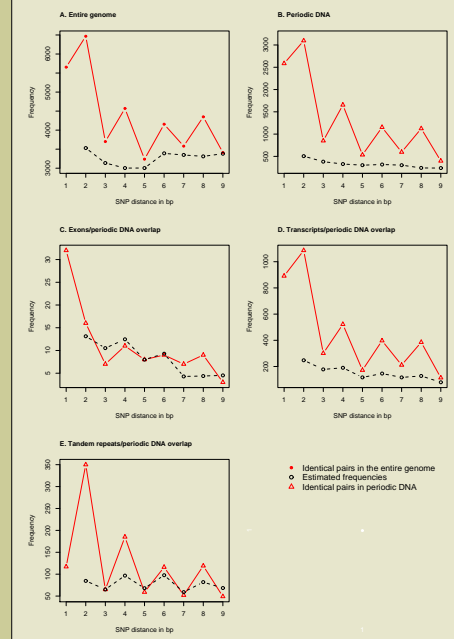 A. Entire genome
Frequency
3000 4000 5000 6000
1 2 3 4 5 6 7 8 9
SNP distance in bp
B. Periodic DNA
Frequency
500 1000 1500 2000 2500 3000
1 2 3 4 5 6 7 8 9
SNP distance in bp
C. Exons/periodic DNA overlap
Frequency
5 10 15 20 25 30
1 2 3 4 5 6 7 8 9
SNP distance in bp
D. Transcripts/periodic DNA overlap
Frequency
200 400 600 800 1000
1 2 3 4 5 6 7 8 9
SNP distance in bp
E. Tandem repeats/periodic DNA overlap
Frequency
50 100 150 200 250 300 350
1 2 3 4 5 6 7 8 9
SNP distance in bp
Identical pairs in the entire genome
Estimated frequencies
Identical pairs in periodic DNA